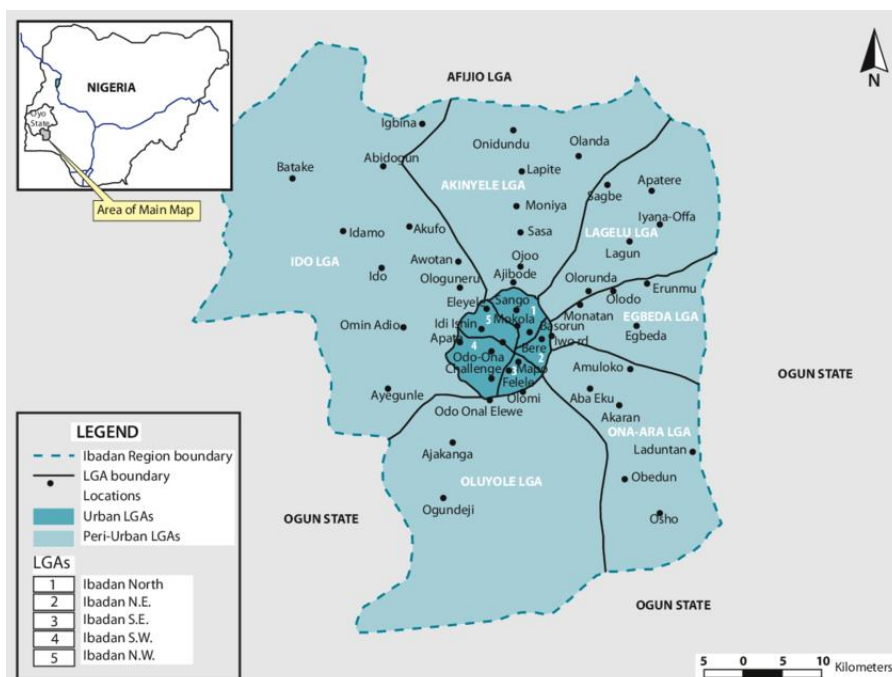 NIGERIA
Oyo
State
Area of Main Map
AFIJIO LGA
N
Igbina
Onidundu
Olanda
Abidogun
Batake
Lapite
AKINYELE LGA
Sagbe
Apatere
Moniya
Iyana-Offa
Idamo
Akufo
Sasa
LAGELU LGA
Lagun
IDO LGA
Awotan
Ojoo
Ido
Ologuneru
Ajibode
Olorunda
Erunmu
Olodo
Eleyele
Sango
1
Monatan
5
Mokola
EGBEDA LGA
Omin Adio
Idi Ishin
Basorun
Egbeda
Apata
4
Bere
Iwo rd
Odo-Ona
2
Challenge
3
Mapo
Amuloko
OGUN STATE
Felele
Ayegunle
Olomi
Aba Eku
Odo Onal Elewe
Akaran
ONA-ARA LGA
Ajakanga
Laduntan
OLUYOLE LGA
Obedun
Ogundeji
OGUN STATE
Osho
OGUN STATE
LEGEND
Ibadan Region boundary
LGA boundary
Locations
Urban LGAs
Peri-Urban LGAs
LGAs
1 Ibadan North
2 Ibadan N.E.
3 Ibadan S.E.
4 Ibadan S.W.
5 Ibadan N.W.
5 0 5 10
Kilometers